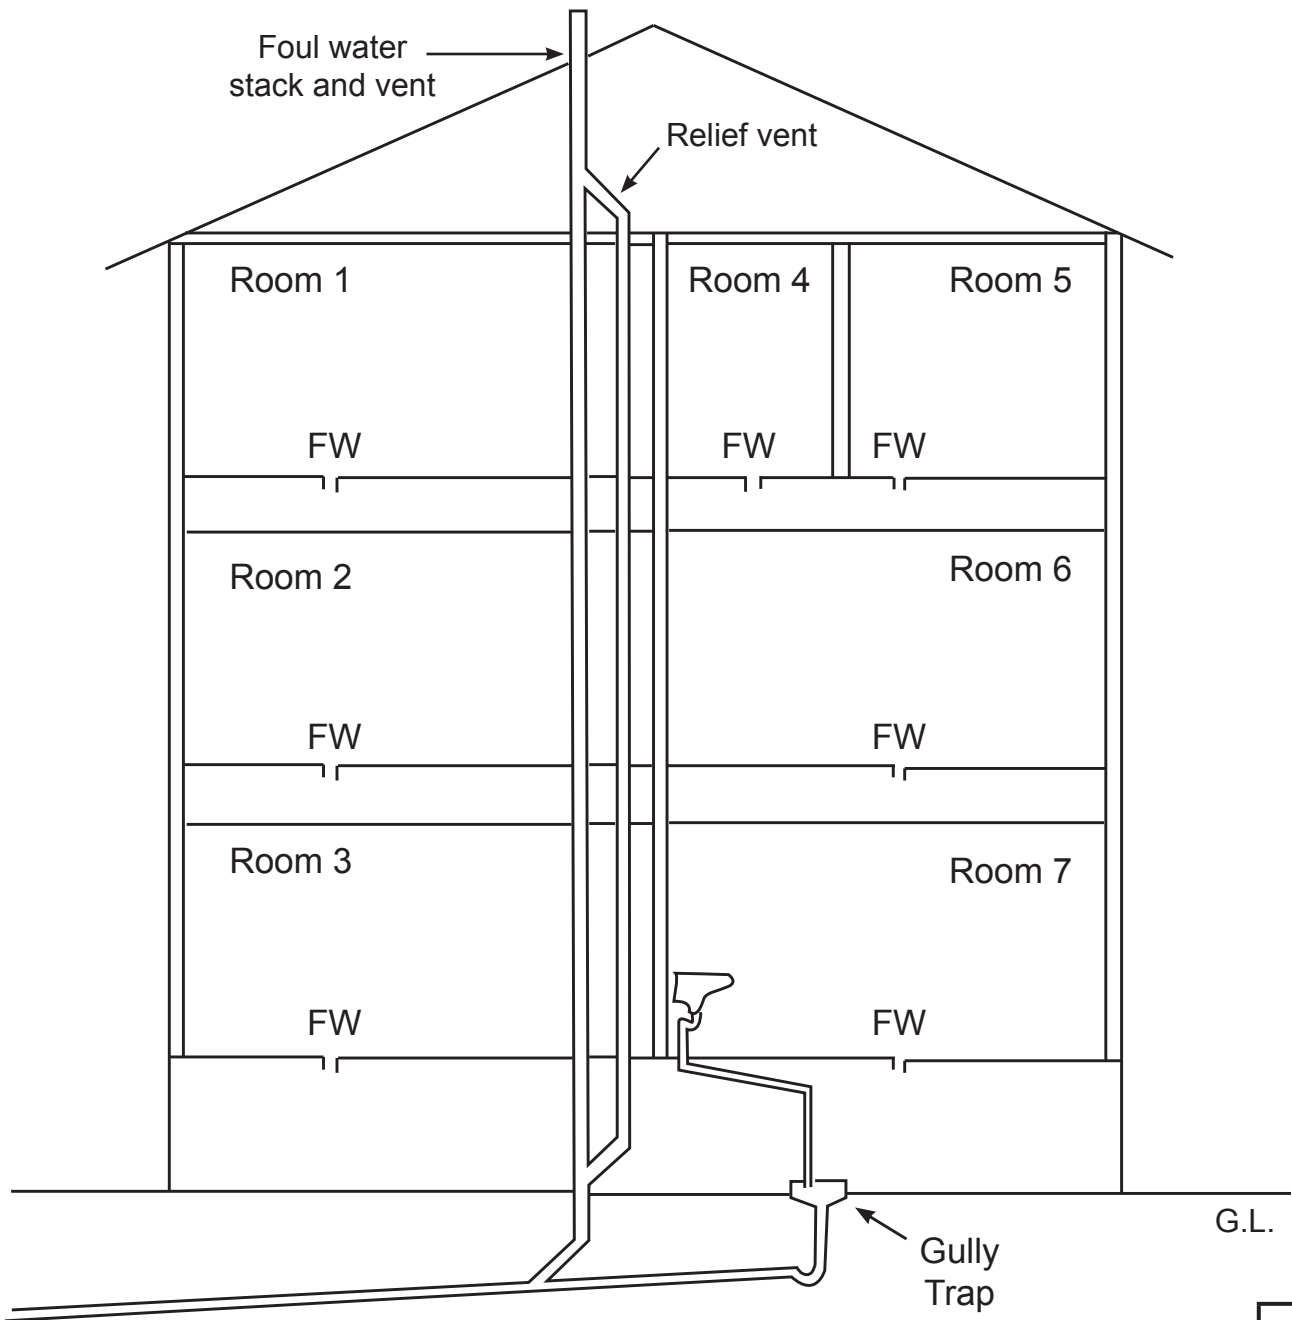 Foul water
stack and vent
Relief vent
Room 1
Room 4
Room 5
FW
FW
FW
Room 2
Room 6
FW
FW
Room 3
Room 7
FW
FW
G.L.
Gully
Trap